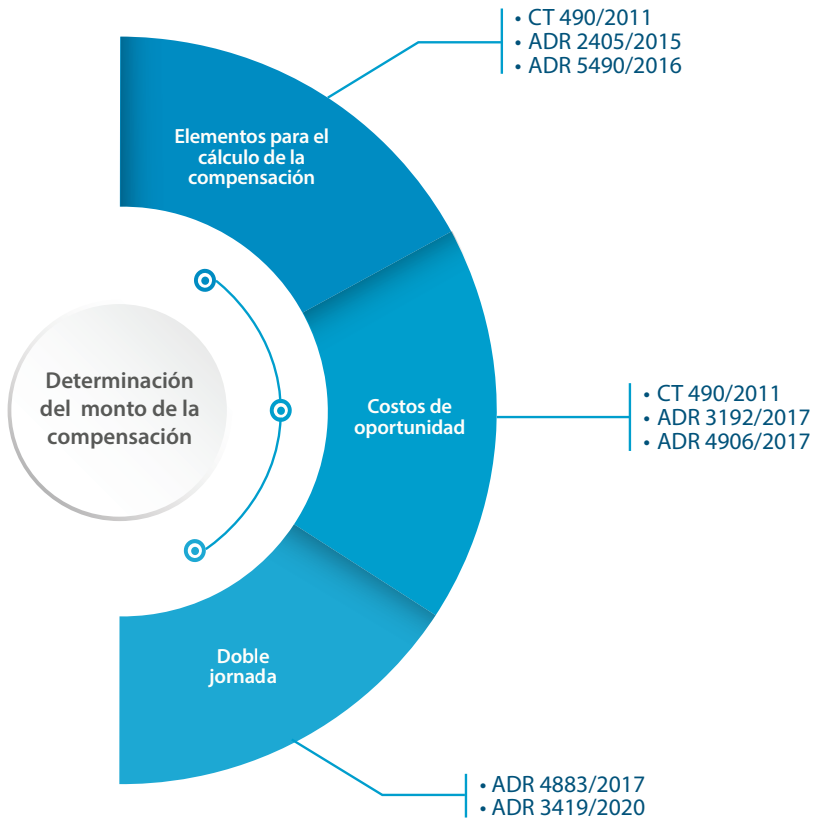 • CT 490/2011
• ADR 2405/2015
• ADR 5490/2016
Elementos para el
cálculo de la
compensación
Determinación
del monto de la
compensación
Costos de
oportunidad
• CT 490/2011
• ADR 3192/2017
• ADR 4906/2017
Doble
jornada
• ADR 4883/2017
• ADR 3419/2020